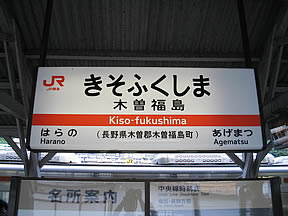 JR
きそふくしま
木曽福島
Kiso-fukushima
はらの
Harano
(長野県木曽郡木曽福島町)
あげまつ
Agematsu
名所案内
中央線時刻表